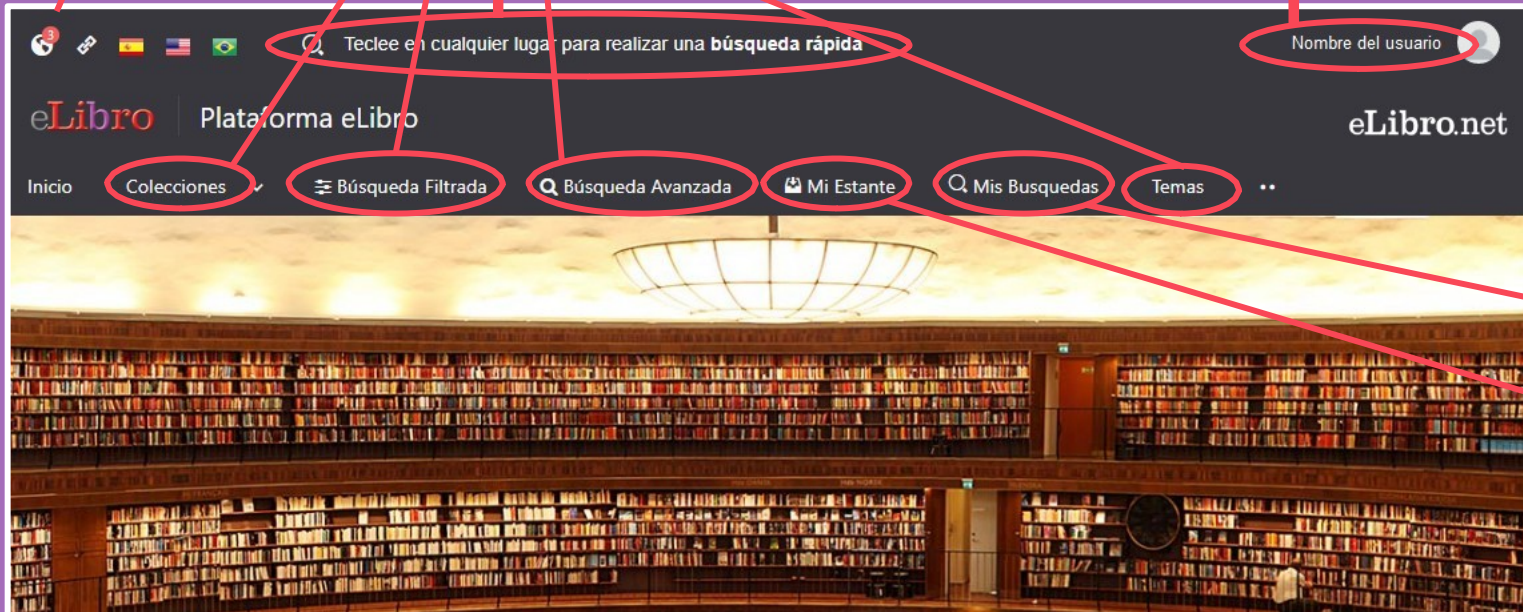 3
Teclee en cualquier lugar para realizar una búsqueda rápida
Nombre del usuario
eLibro
Plataforma eLibro
eLibro.net
Inicio
Colecciones
Búsqueda Filtrada
Búsqueda Avanzada
Mi Estante
Mis Busquedas
Temas